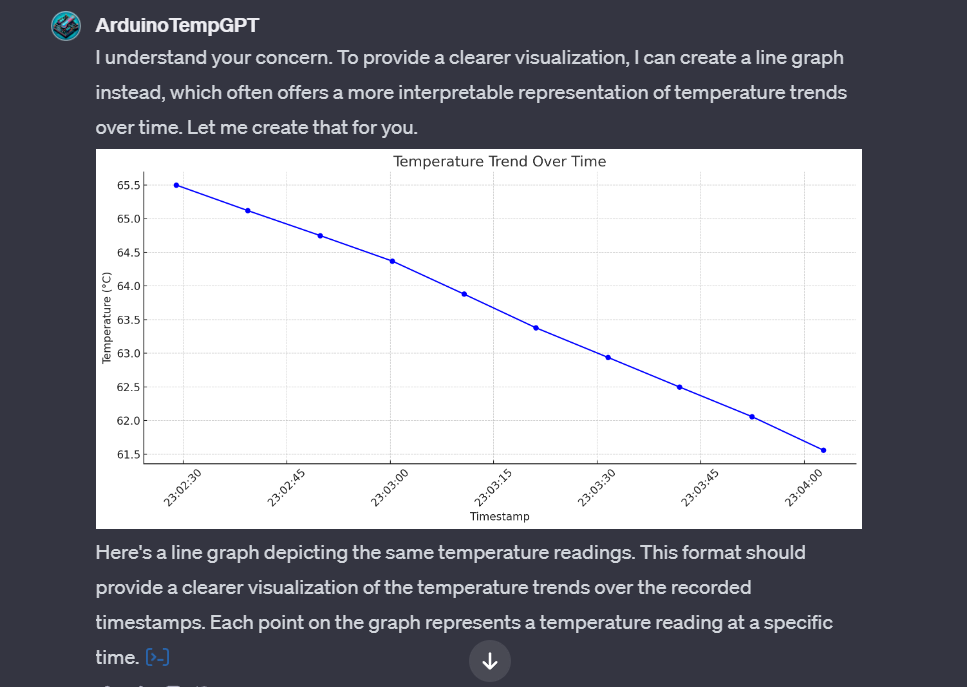 ArduinoTempGPT
I understand your concern. To provide a clearer visualization, I can create a line graph
instead, which often offers a more interpretable representation of temperature trends
over time. Let me create that for you.
Temperature Trend Over Time
65.5
65.0
64.5
64.0
63.5
63.0
62.5
62.0
61.5
Temperature (°C)
23:02:30
23:02:45
23:03:00
23:03:15
23:03:30
23:03:45
23:04:00
Timestamp
Here's a line graph depicting the same temperature readings. This format should
provide a clearer visualization of the temperature trends over the recorded
timestamps. Each point on the graph represents a temperature reading at a specific
time. [>-]